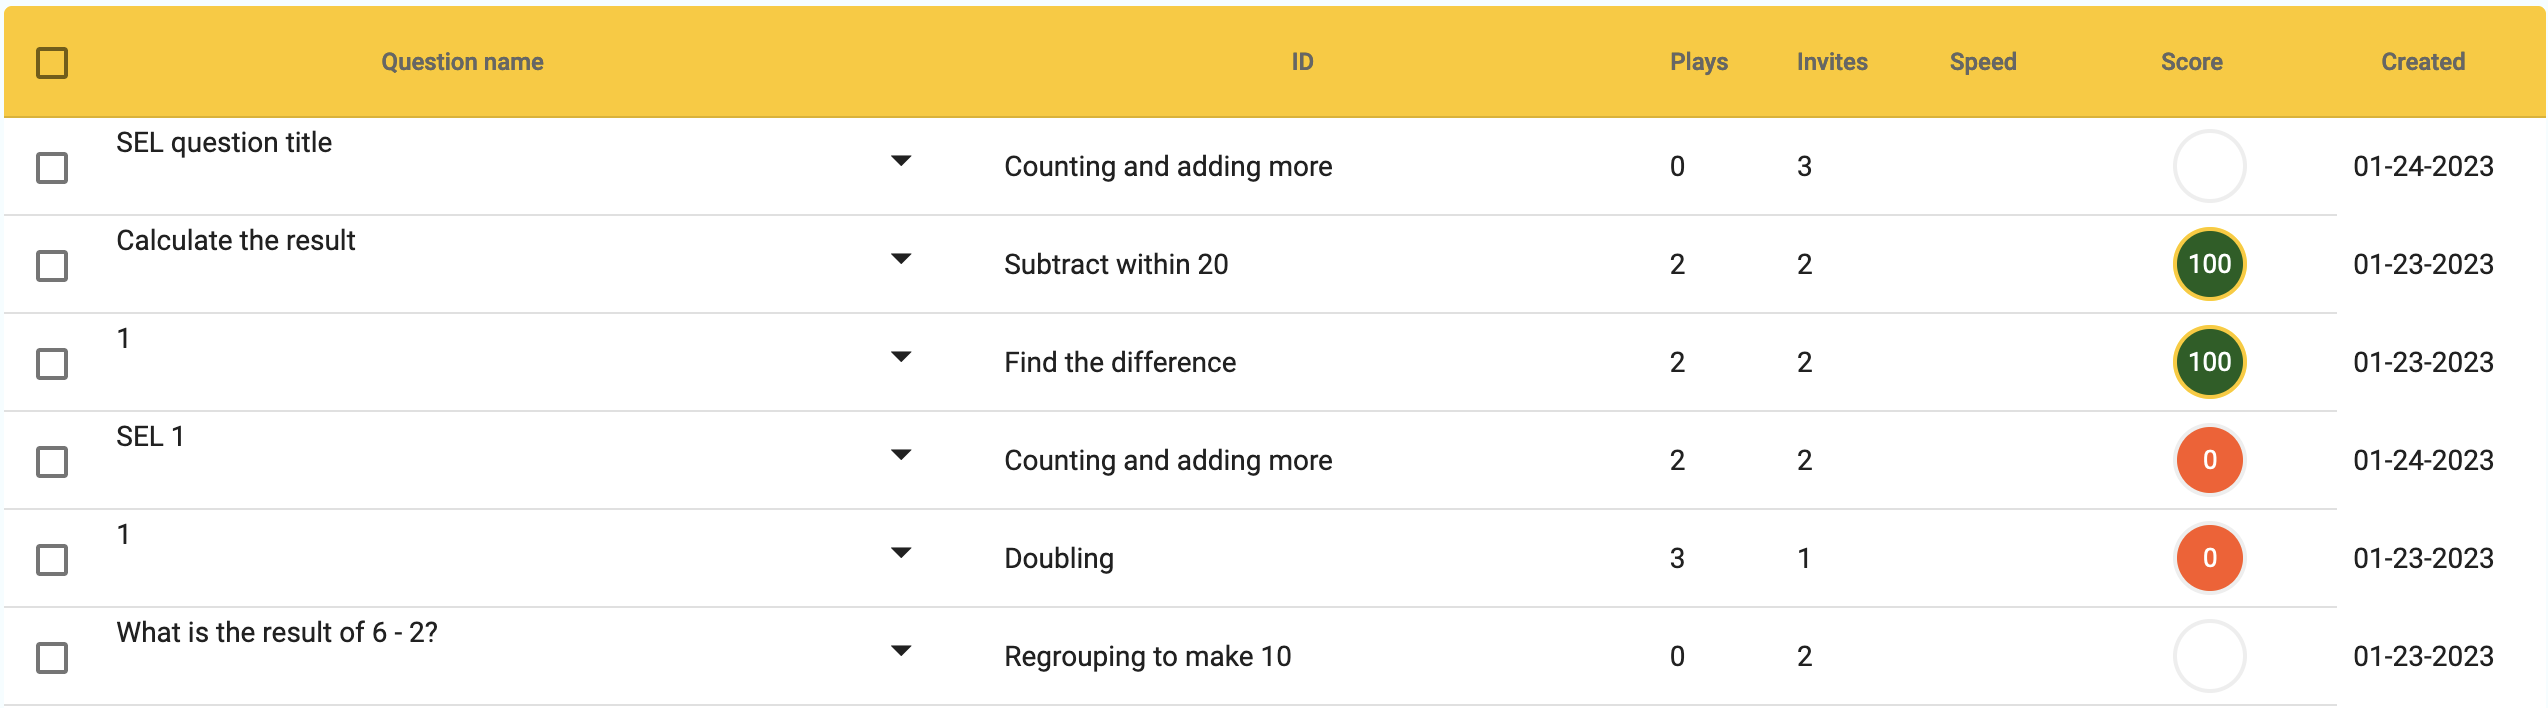 Question name ID Plays Invites Speed Score Created
SEL question title Counting and adding more 0 3 01-24-2023
Calculate the result Subtract within 20 2 2 100 01-23-2023
1 Find the difference 2 2 100 01-23-2023
SEL 1 Counting and adding more 2 2 0 01-24-2023
1 Doubling 3 1 0 01-23-2023
What is the result of 6 - 2? Regrouping to make 10 0 2 01-23-2023